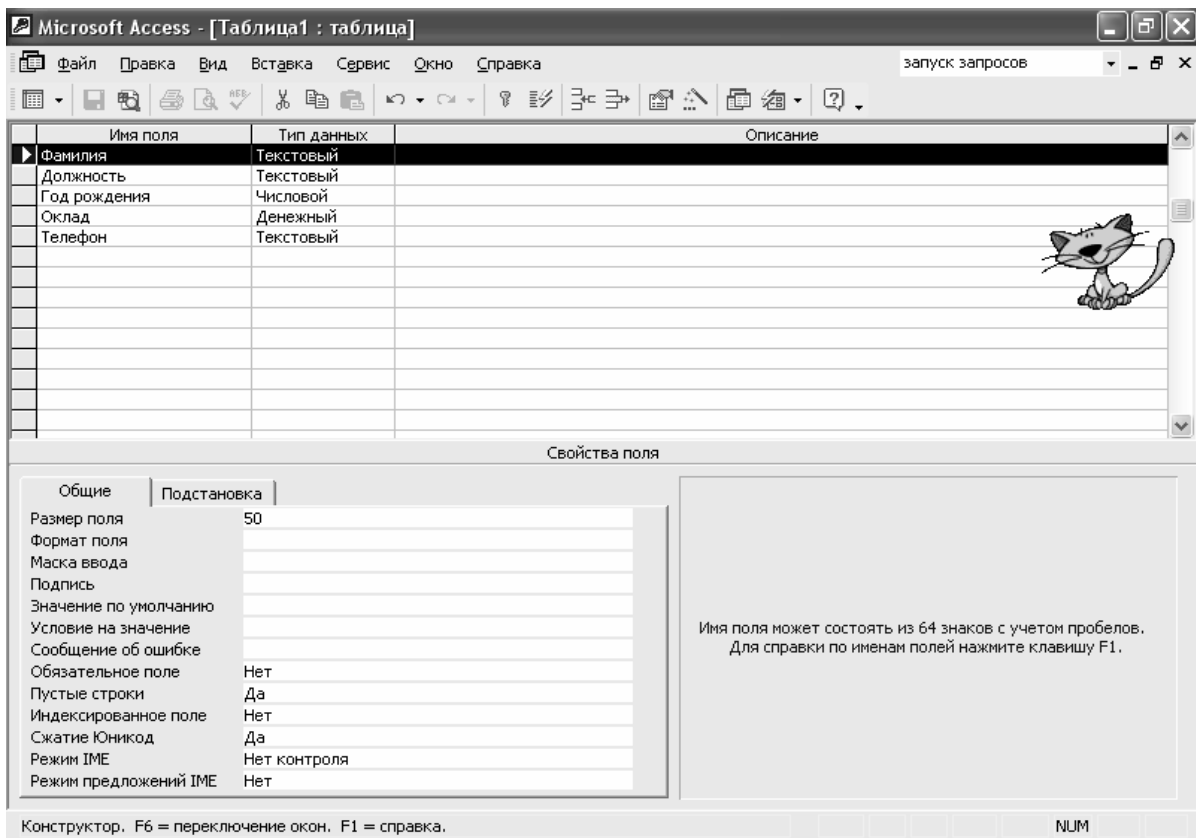 Microsoft Access - [Таблица1 : таблица]
Файл Правка Вид Вставка Сервис Окно Справка запуск запросов
Имя поля Тип данных Описание
Фамилия Текстовый
Должность Текстовый
Год рождения Числовой
Оклад Денежный
Телефон Текстовый
Свойства поля
Общие Подстановка
Размер поля 50
Формат поля
Маска ввода
Подпись
Значение по умолчанию
Условие на значение
Сообщение об ошибке
Обязательное поле Нет
Пустые строки Да
Индексированное поле Нет
Сжатие Юникод Да
Режим IME Нет контроля
Режим предложений IME Нет
Имя поля может состоять из 64 знаков с учетом пробелов.
Для справки по именам полей нажмите клавишу F1.
Конструктор. F6 = переключение окон. F1 = справка. NUM